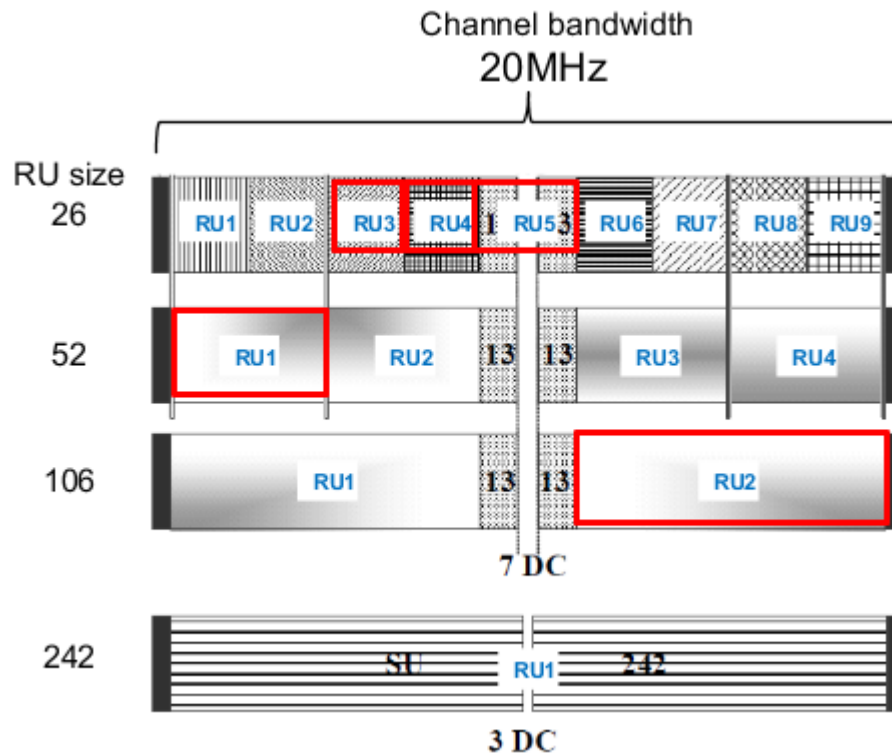 Channel bandwidth
20MHz
RU size
26
RU1 RU2 RU3 RU4 1 RU5 3 RU6 RU7 RU8 RU9
52
RU1 RU2 13 13 RU3 RU4
106
RU1 13 13 RU2
7 DC
242
SU RU1 242
3 DC